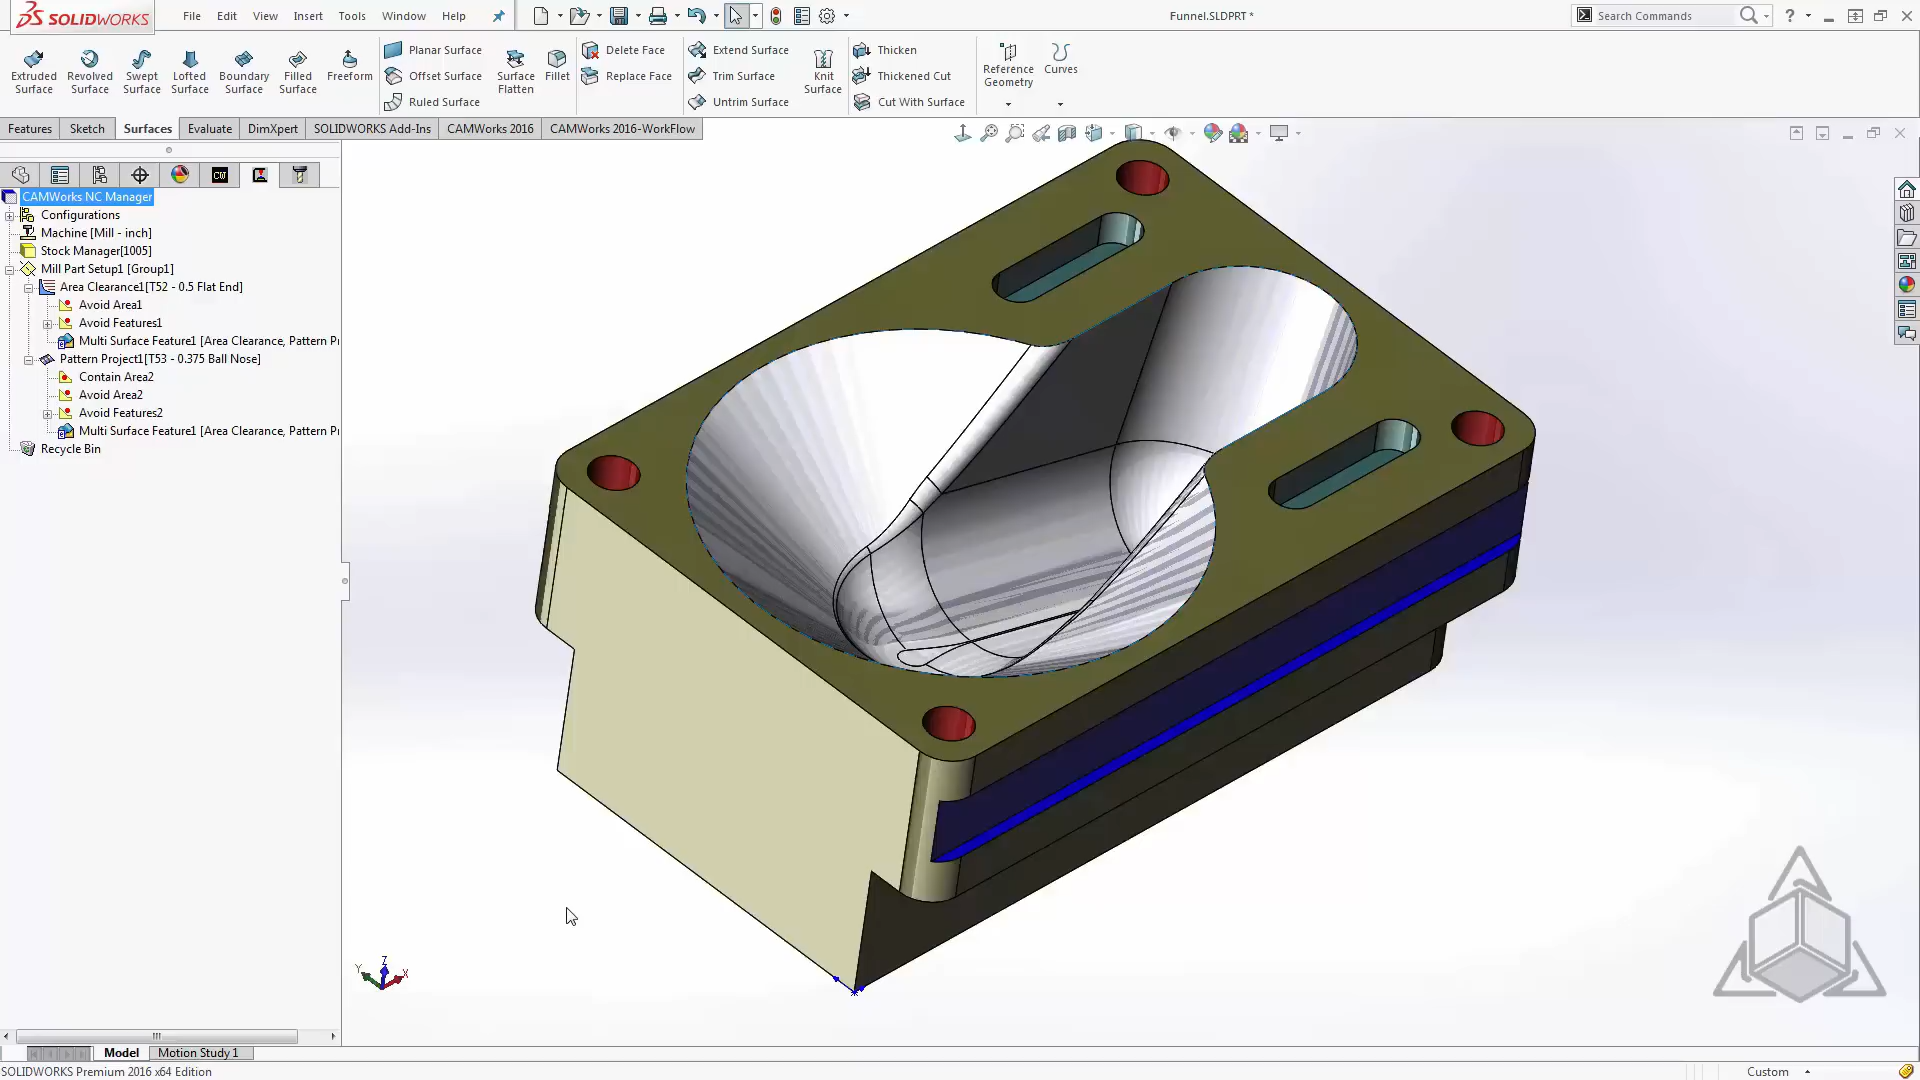 SOLIDWORKS
File Edit View Insert Tools Window Help
Funnel.SLDPRT *
Search Commands
Extruded Surface
Revolved Surface
Swept Surface
Lofted Surface
Boundary Surface
Filled Surface
Freeform
Planar Surface
Offset Surface
Ruled Surface
Surface Flatten
Fillet
Delete Face
Replace Face
Extend Surface
Trim Surface
Untrim Surface
Knit Surface
Thicken
Thickened Cut
Cut With Surface
Reference Geometry
Curves
Features Sketch Surfaces Evaluate DimXpert SOLIDWORKS Add-Ins CAMWorks 2016 CAMWorks 2016-WorkFlow
CW
CAMWorks NC Manager
Configurations
Machine [Mill - inch]
Stock Manager[1005]
Mill Part Setup1 [Group1]
Area Clearance1[T52 - 0.5 Flat End]
Avoid Area1
Avoid Features1
Multi Surface Feature1 [Area Clearance, Pattern Pr
Pattern Project1[T53 - 0.375 Ball Nose]
Contain Area2
Avoid Area2
Avoid Features2
Multi Surface Feature1 [Area Clearance, Pattern Pr
Recycle Bin
Z
Y
X
Model Motion Study 1
SOLIDWORKS Premium 2016 x64 Edition
Custom